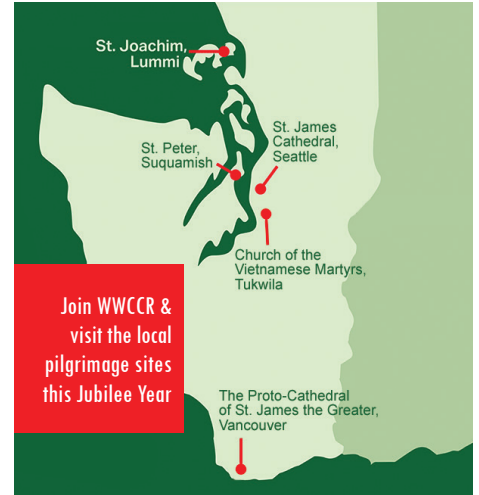 St. Joachim,
Lummi
St. Peter,
Suquamish
St. James
Cathedral,
Seattle
Church of the
Vietnamese Martyrs,
Tukwila
Join WWCCR &
visit the local
pilgrimage sites
this Jubilee Year
The Proto-Cathedral
of St. James the Greater,
Vancouver